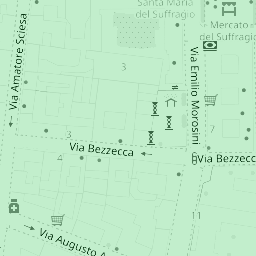 Santa Maria
del Suffragio
Mercato
del Suffragio
Via Amatore Sciesa
Via Emilio Morosini
3
7
3
4
Via Bezzecca
Via Bezzecc
11
Via Augusto A